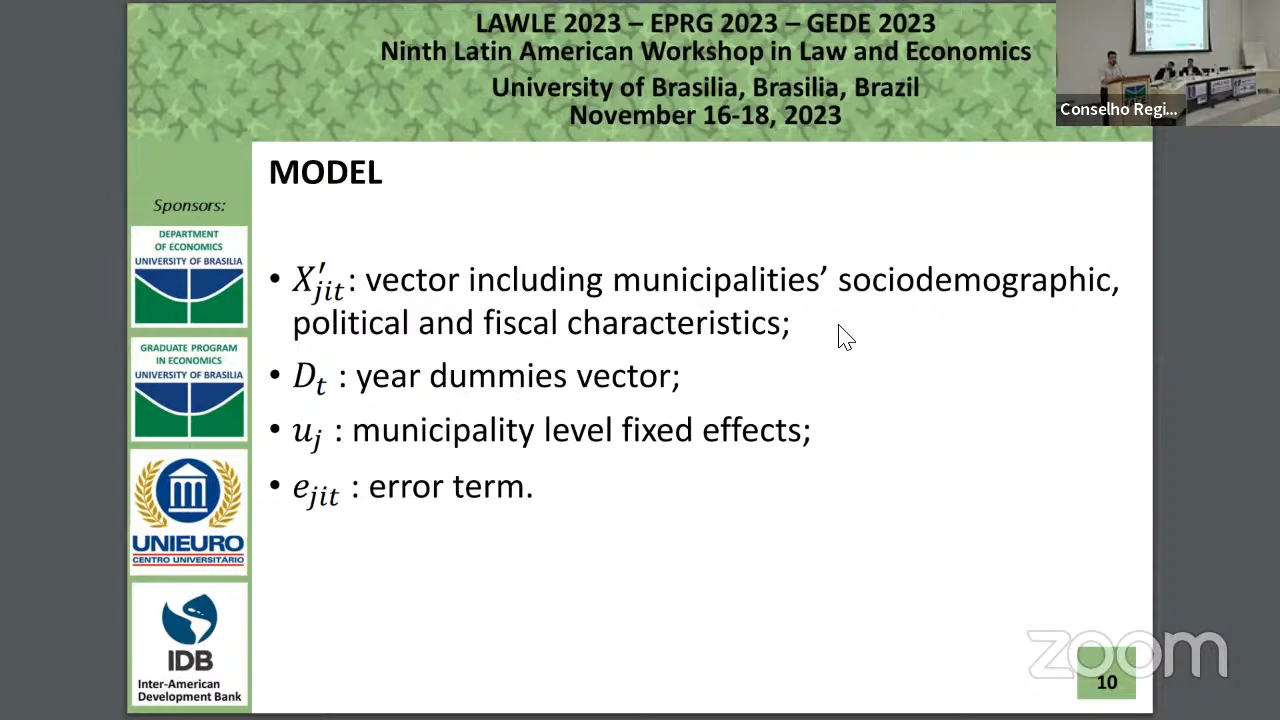 LAWLE 2023 – EPRG 2023 – GEDE 2023
Ninth Latin American Workshop in Law and Economics
University of Brasilia, Brasilia, Brazil
November 16-18, 2023
Conselho Regi...
MODEL
Sponsors:
DEPARTMENT
OF ECONOMICS
UNIVERSITY OF BRASILIA
GRADUATE PROGRAM
IN ECONOMICS
UNIVERSITY OF BRASILIA
UNIEURO
CENTRO UNIVERSITÁRIO
IDB
Inter-American
Development Bank
• X′jit: vector including municipalities’ sociodemographic,
political and fiscal characteristics;
• Dt : year dummies vector;
• uj : municipality level fixed effects;
• ejit : error term.
zoom
10